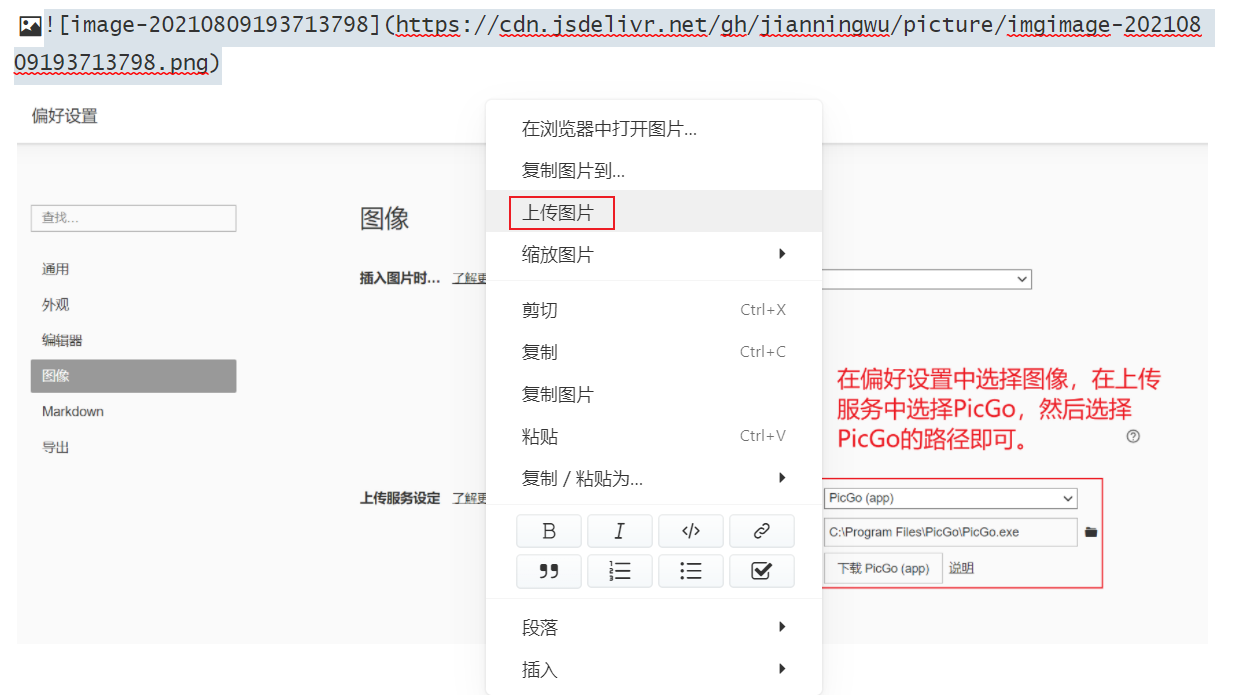 ![image-20210809193713798](https://cdn.jsdelivr.net/gh/jianningwu/picture/imgimage-202108
09193713798.png)
偏好设置
查找...
通用
外观
编辑器
图像
Markdown
导出
图像
插入图片时... 了解更
上传服务设定 了解更
在浏览器中打开图片...
复制图片到...
上传图片
缩放图片
剪切 Ctrl+X
复制 Ctrl+C
复制图片
粘贴 Ctrl+V
复制 / 粘贴为...
段落
插入
在偏好设置中选择图像，在上传
服务中选择PicGo，然后选择
PicGo的路径即可。
PicGo (app)
C:\Program Files\PicGo\PicGo.exe
下载 PicGo (app) 说明